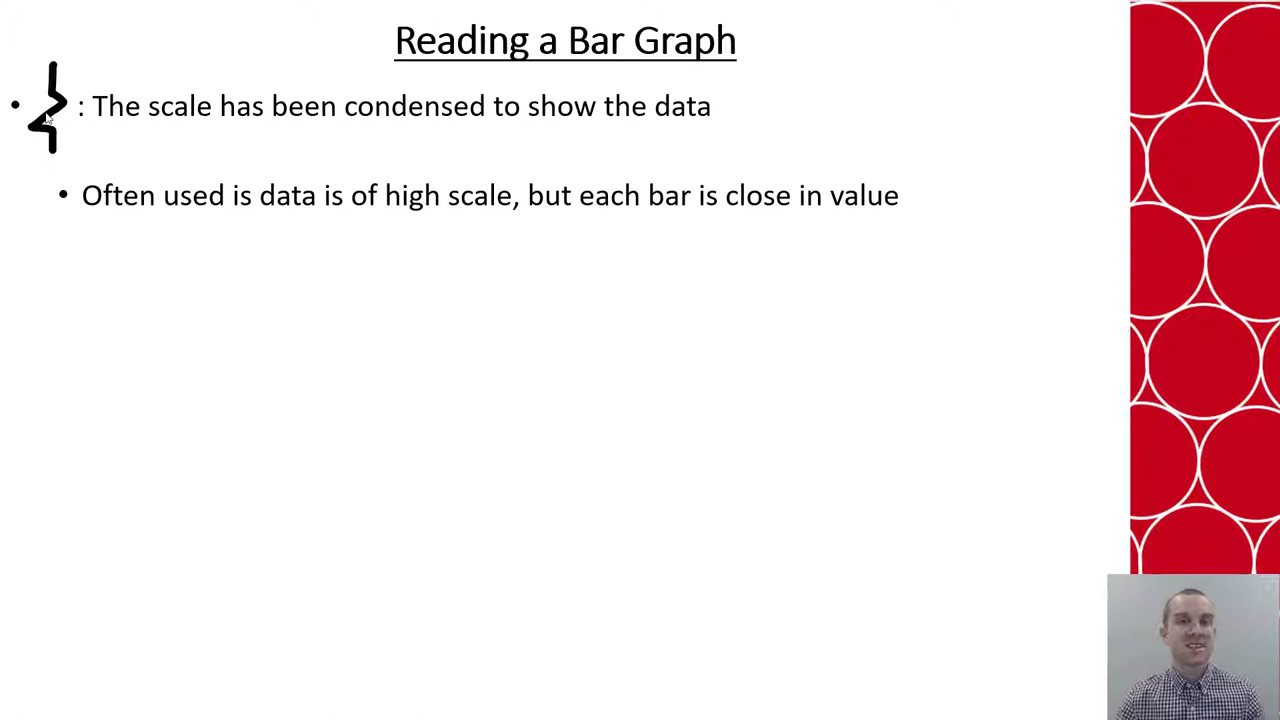 Reading a Bar Graph
• : The scale has been condensed to show the data
• Often used is data is of high scale, but each bar is close in value